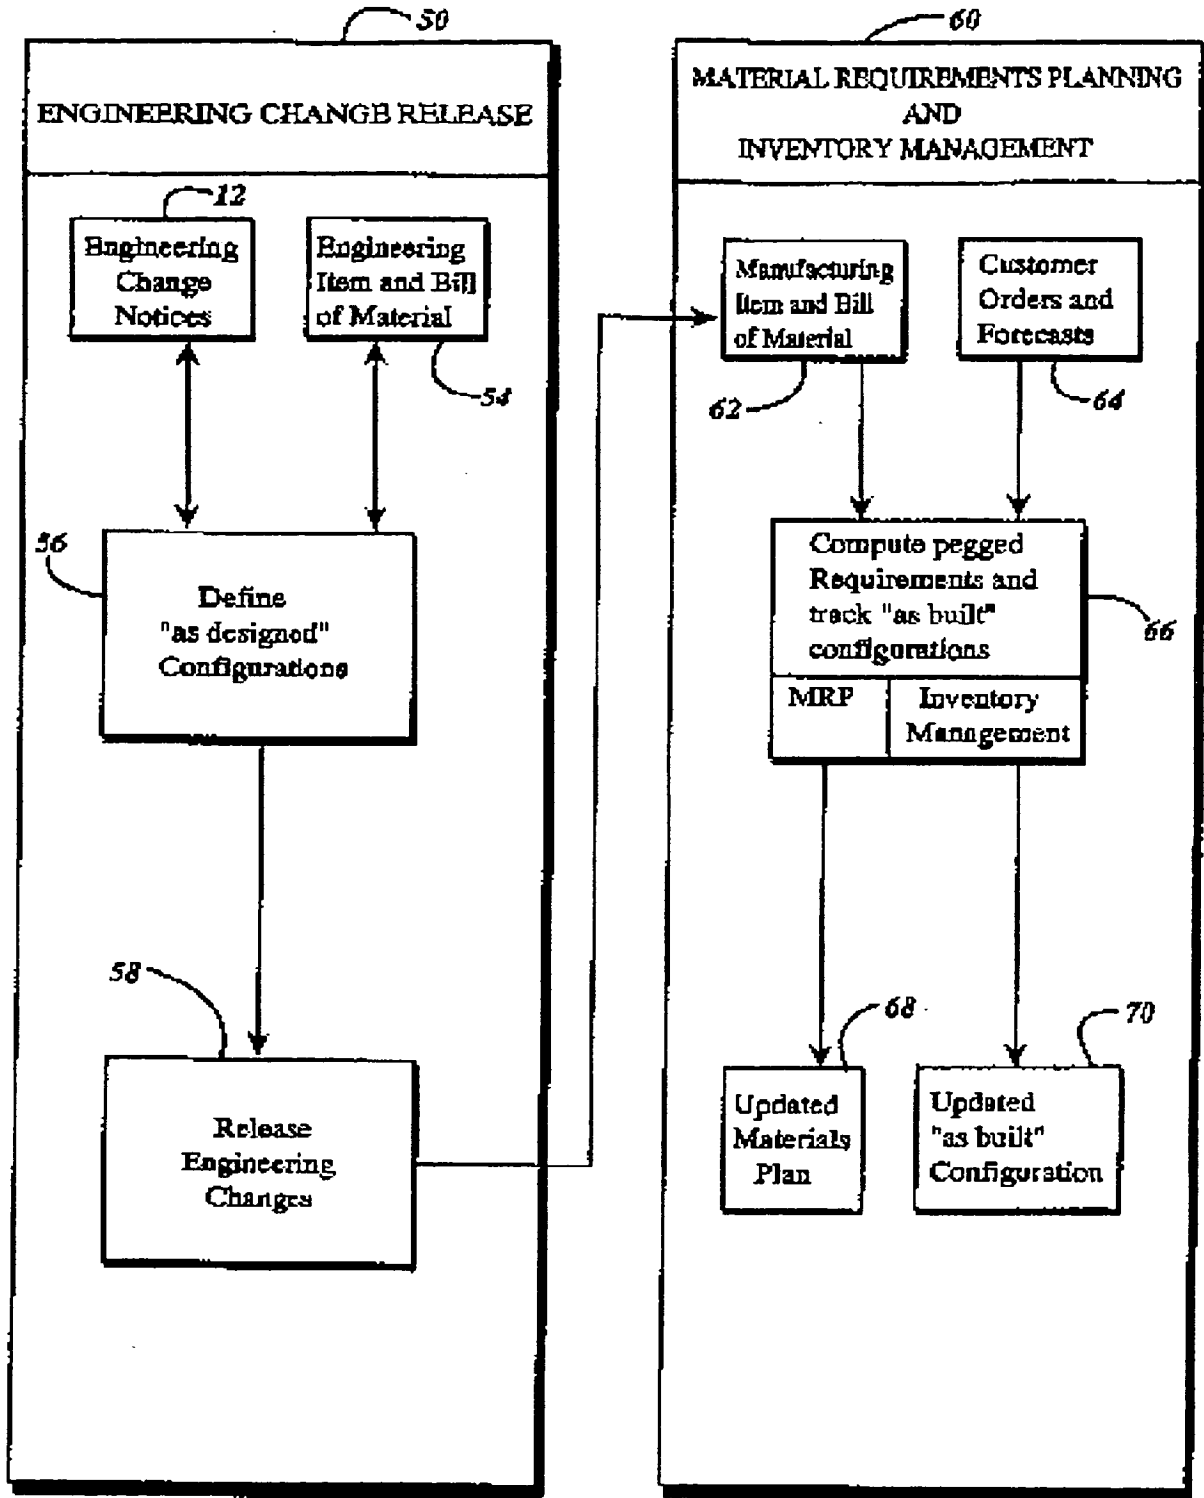 50
ENGINEERING CHANGE RELEASE
12
Engineering
Change
Notices
Engineering
Item and Bill
of Material
54
56
Define
"as designed"
Configurations
58
Release
Engineering
Changes
60
MATERIAL REQUIREMENTS PLANNING
AND
INVENTORY MANAGEMENT
Manufacturing
Item and Bill
of Material
62
Customer
Orders and
Forecasts
64
Compute pegged
Requirements and
track "as built"
configurations
66
MRP
Inventory
Management
68
Updated
Materials
Plan
70
Updated
"as built"
Configuration